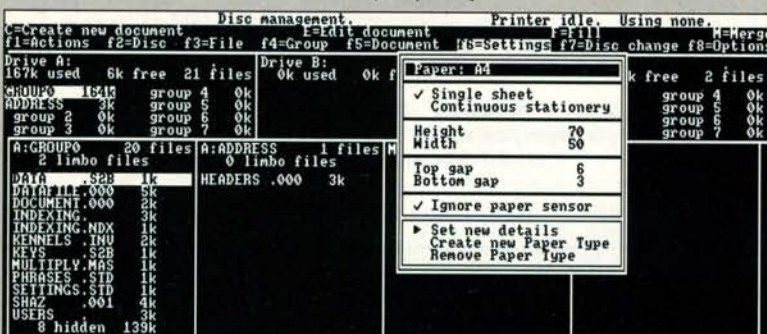 Disc management. Printer idle. Using none.
C=Create new document E=Edit document F=Fill M=Merge
f1=Actions f2=Disc f3=File f4=Group f5=Document f6=Settings f7=Disc change f8=Options
Drive A: Drive B:
167k used 6k free 21 files 0k used 0k f k free 2 files
GROUP0 164k group 4 0k group 4 0k
ADDRESS 3k group 5 0k group 5 0k
group 2 0k group 6 0k group 6 0k
group 3 0k group 7 0k group 7 0k
A:GROUP0 20 files A:ADDRESS 1 files M
2 limbo files 0 limbo files
DATA .S2B 1k HEADERS .000 3k
DATAFILE.000 5k
DOCUMENT.000 2k
INDEXING. 3k
INDEXING.NDX 1k
KENNELS .INV 2k
KEYS .S2B 1k
MULTIPLY.MAS 1k
PHRASES .STD 1k
SETTINGS.STD 1k
SHAZ .001 4k
USERS . 3k
8 hidden 139k
Paper: A4
✓ Single sheet
Continuous stationery
Height 70
Width 50
Top gap 6
Bottom gap 3
✓ Ignore paper sensor
▶ Set new details
Create new Paper Type
Remove Paper Type